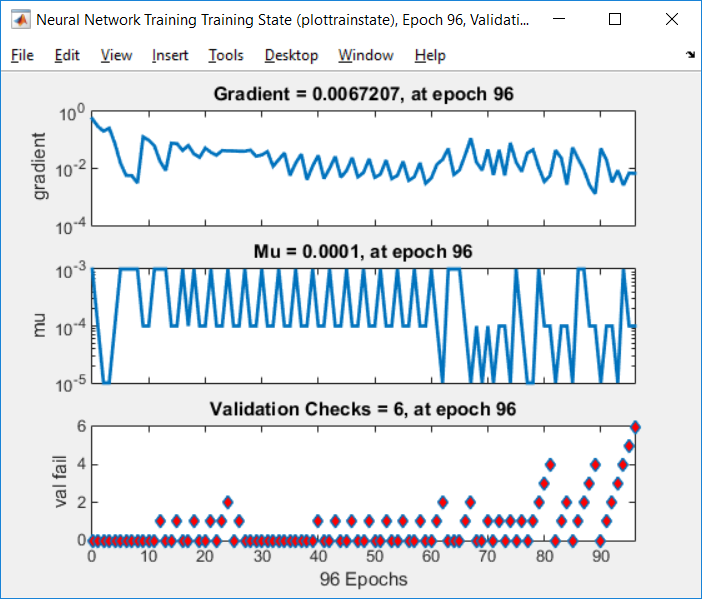 Neural Network Training Training State (plottrainstate), Epoch 96, Validati...
File Edit View Insert Tools Desktop Window Help
Gradient = 0.0067207, at epoch 96
gradient
10^0
10^-2
10^-4
Mu = 0.0001, at epoch 96
mu
10^-3
10^-4
10^-5
Validation Checks = 6, at epoch 96
val fail
6
4
2
0
0 10 20 30 40 50 60 70 80 90
96 Epochs